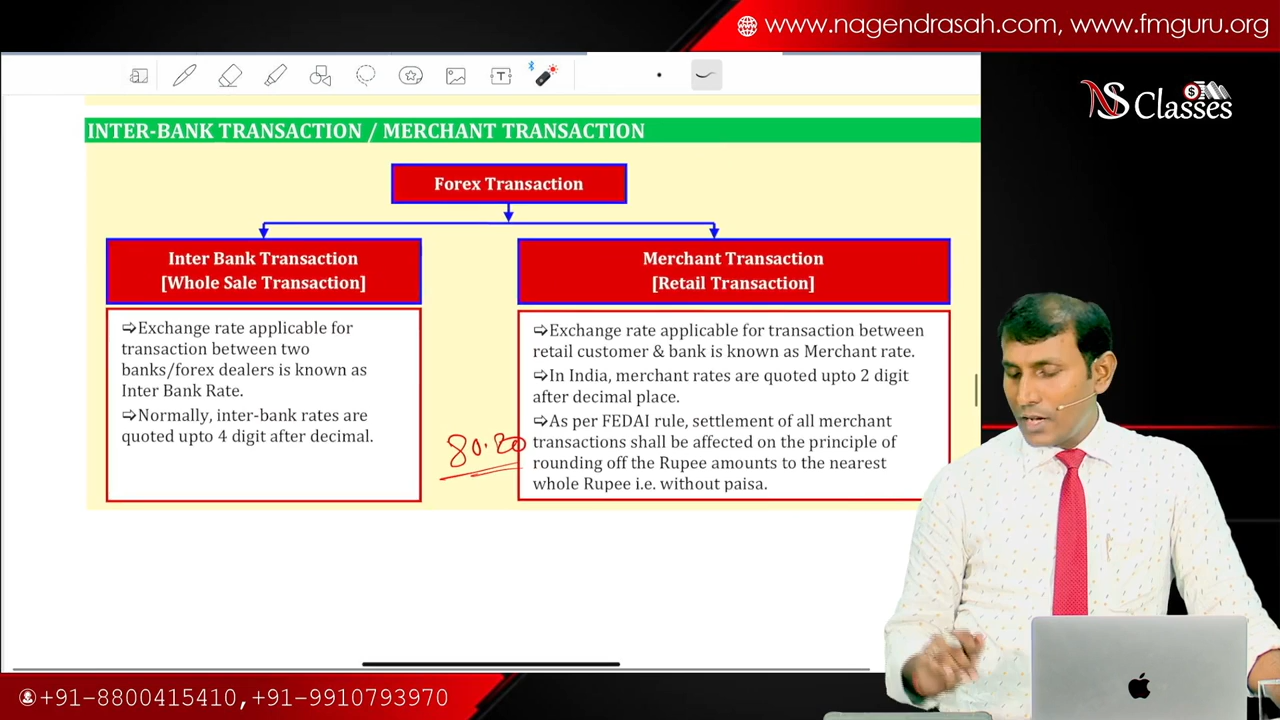 www.nagendrasah.com, www.fmguru.org
NS Classes
INTER-BANK TRANSACTION / MERCHANT TRANSACTION
Forex Transaction
Inter Bank Transaction
[Whole Sale Transaction]
⇨Exchange rate applicable for
transaction between two
banks/forex dealers is known as
Inter Bank Rate.
⇨Normally, inter-bank rates are
quoted upto 4 digit after decimal.
80.20
Merchant Transaction
[Retail Transaction]
⇨Exchange rate applicable for transaction between
retail customer & bank is known as Merchant rate.
⇨In India, merchant rates are quoted upto 2 digit
after decimal place.
⇨As per FEDAI rule, settlement of all merchant
transactions shall be affected on the principle of
rounding off the Rupee amounts to the nearest
whole Rupee i.e. without paisa.
+91-8800415410,+91-9910793970